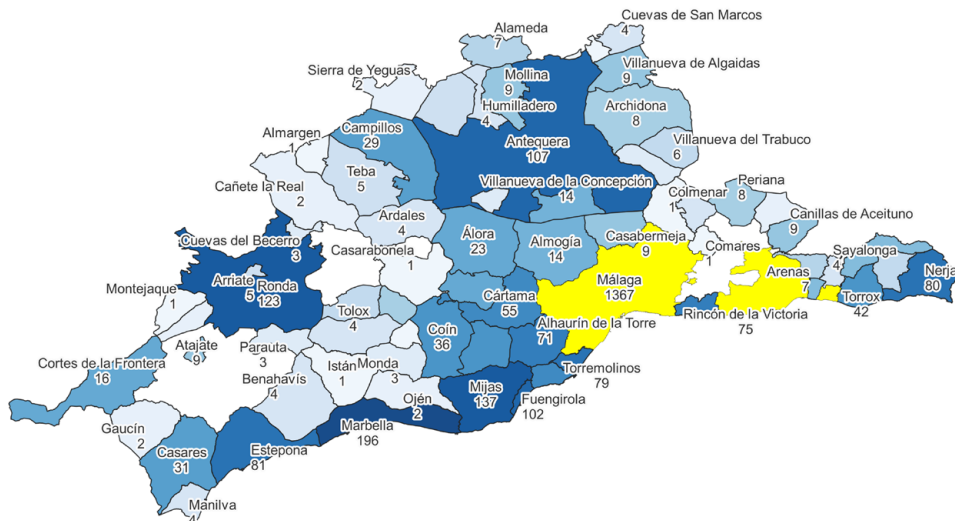 Cuevas de San Marcos
4
Alameda
7
Villanueva de Algaidas
9
Sierra de Yeguas
2
Mollina
9
Humilladero
4
Archidona
8
Almargen
1
Campillos
29
Antequera
107
Villanueva del Trabuco
6
Teba
5
Villanueva de la Concepción
14
Cañete la Real
2
Colmenar
1
Periana
8
Ardales
4
Canillas de Aceituno
9
Cuevas del Becerro
3
Casarabonela
1
Álora
23
Almogía
14
Casabermeja
9
Comares
1
Sayalonga
4
Arriate
5
Ronda
123
Málaga
1367
Arenas
7
Nerja
80
Montejaque
1
Tolox
4
Cártama
55
Torrox
42
Rincón de la Victoria
75
Coín
36
Alhaurín de la Torre
71
Atajate
9
Parauta
3
Cortes de la Frontera
16
Istán
1
Monda
3
Torremolinos
79
Benahavís
4
Mijas
137
Fuengirola
102
Ojén
2
Gaucín
2
Marbella
196
Casares
31
Estepona
81
Manilva
4